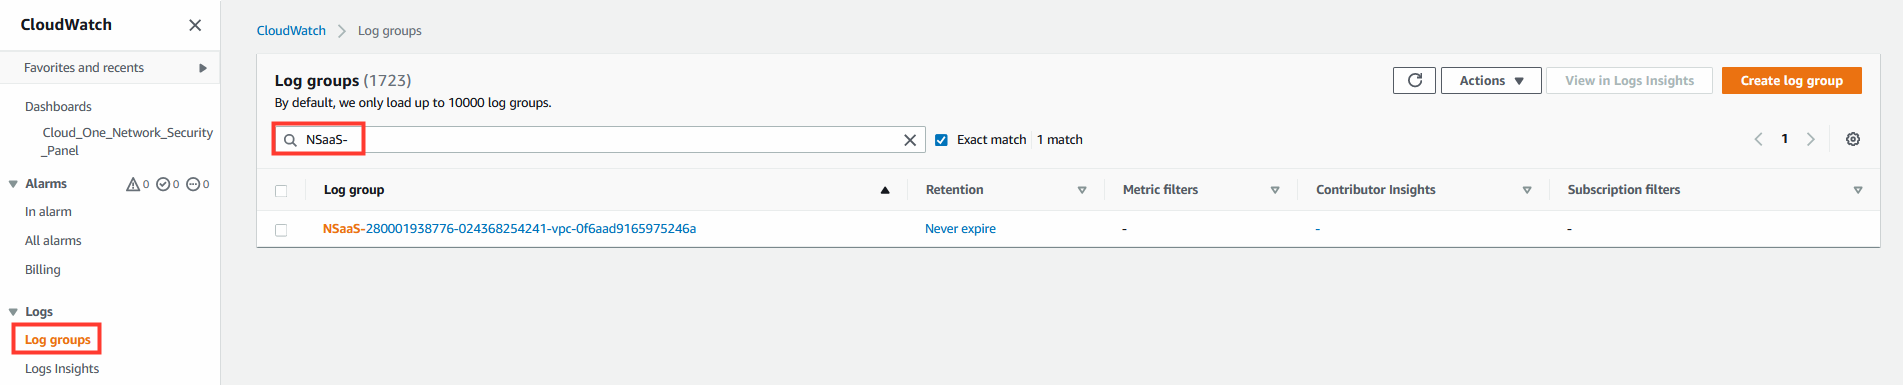 CloudWatch
Favorites and recents
Dashboards
Cloud_One_Network_Security
_Panel
Alarms 0 0 0
In alarm
All alarms
Billing
Logs
Log groups
Logs Insights
CloudWatch Log groups
Log groups (1723)
By default, we only load up to 10000 log groups.
Actions View in Logs Insights Create log group
NSaaS- Exact match 1 match 1
Log group Retention Metric filters Contributor Insights Subscription filters
NSaaS-280001938776-024368254241-vpc-0f6aad9165975246a Never expire - - -